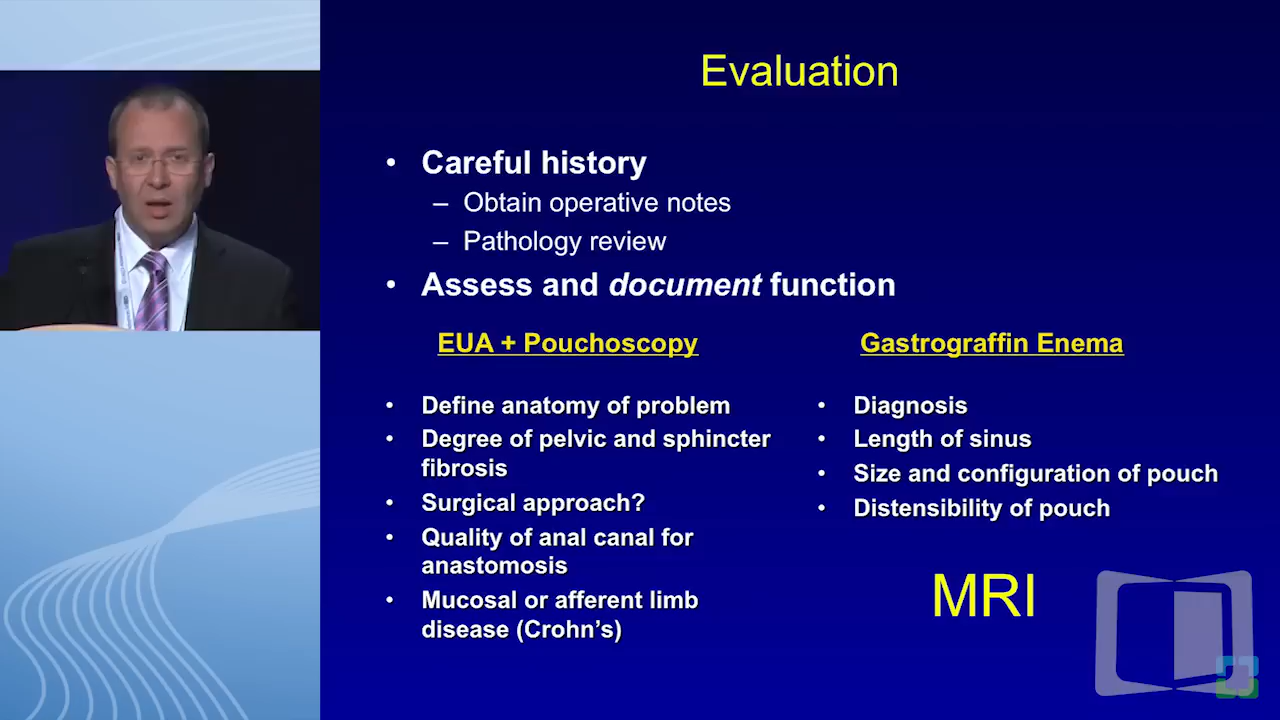 Evaluation
• Careful history
– Obtain operative notes
– Pathology review
• Assess and document function
EUA + Pouchoscopy
• Define anatomy of problem
• Degree of pelvic and sphincter
fibrosis
• Surgical approach?
• Quality of anal canal for
anastomosis
• Mucosal or afferent limb
disease (Crohn's)
Gastrograffin Enema
• Diagnosis
• Length of sinus
• Size and configuration of pouch
• Distensibility of pouch
MRI